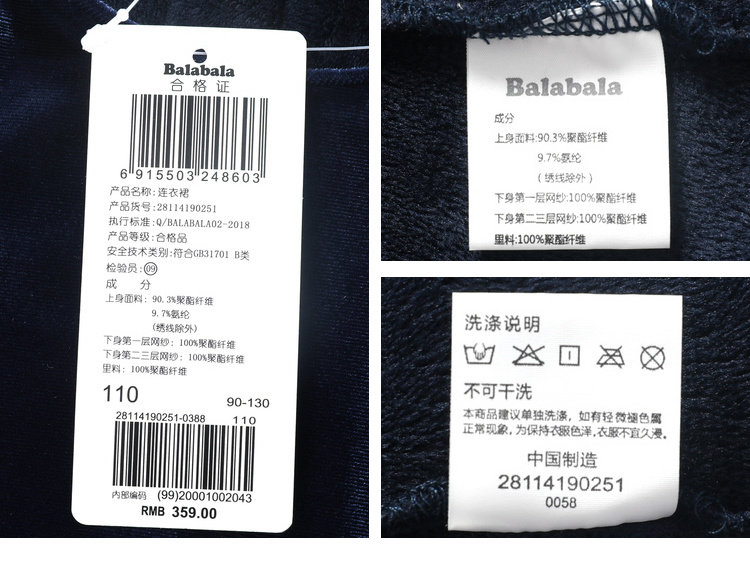 Balabala
合格证
6 915503 248603
产品名称: 连衣裙
产品货号: 28114190251
执行标准: Q/BALABALA02-2018
产品等级: 合格品
安全技术类别: 符合GB31701 B类
检验员: 09
成 分
上身面料: 90.3%聚酯纤维
9.7%氨纶
(绣线除外)
下身第一层网纱: 100%聚酯纤维
下身第二三层网纱: 100%聚酯纤维
里料: 100%聚酯纤维
110
90-130
28114190251-0388
110
内部编码 (99)20001002043
RMB 359.00
Balabala
成分
上身面料:90.3%聚酯纤维
9.7%氨纶
(绣线除外)
下身第一层网纱:100%聚酯纤维
下身第二三层网纱:100%聚酯纤维
里料:100%聚酯纤维
洗涤说明
不可干洗
本商品建议单独洗涤，如有轻微褪色属
正常现象，为保持衣服色泽，衣服不宜久浸。
中国制造
28114190251
0058